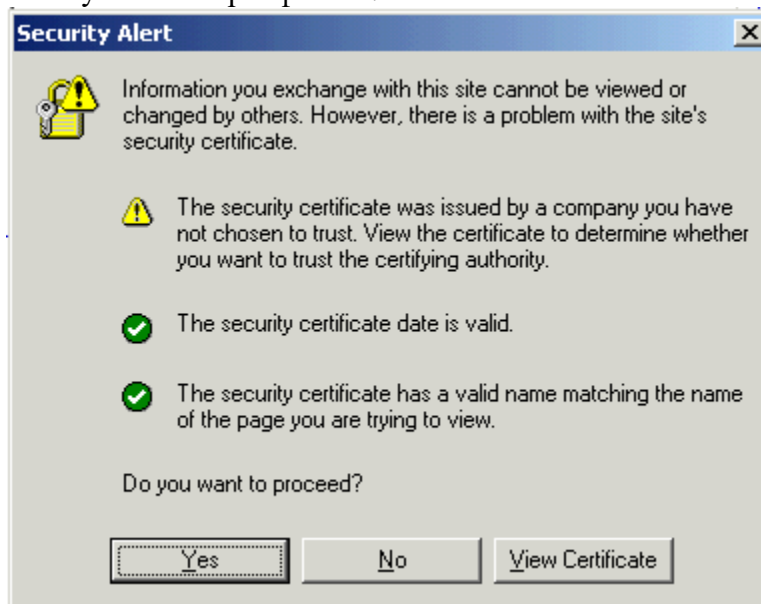 Security Alert
Information you exchange with this site cannot be viewed or
changed by others. However, there is a problem with the site's
security certificate.
The security certificate was issued by a company you have
not chosen to trust. View the certificate to determine whether
you want to trust the certifying authority.
The security certificate date is valid.
The security certificate has a valid name matching the name
of the page you are trying to view.
Do you want to proceed?
Yes No View Certificate